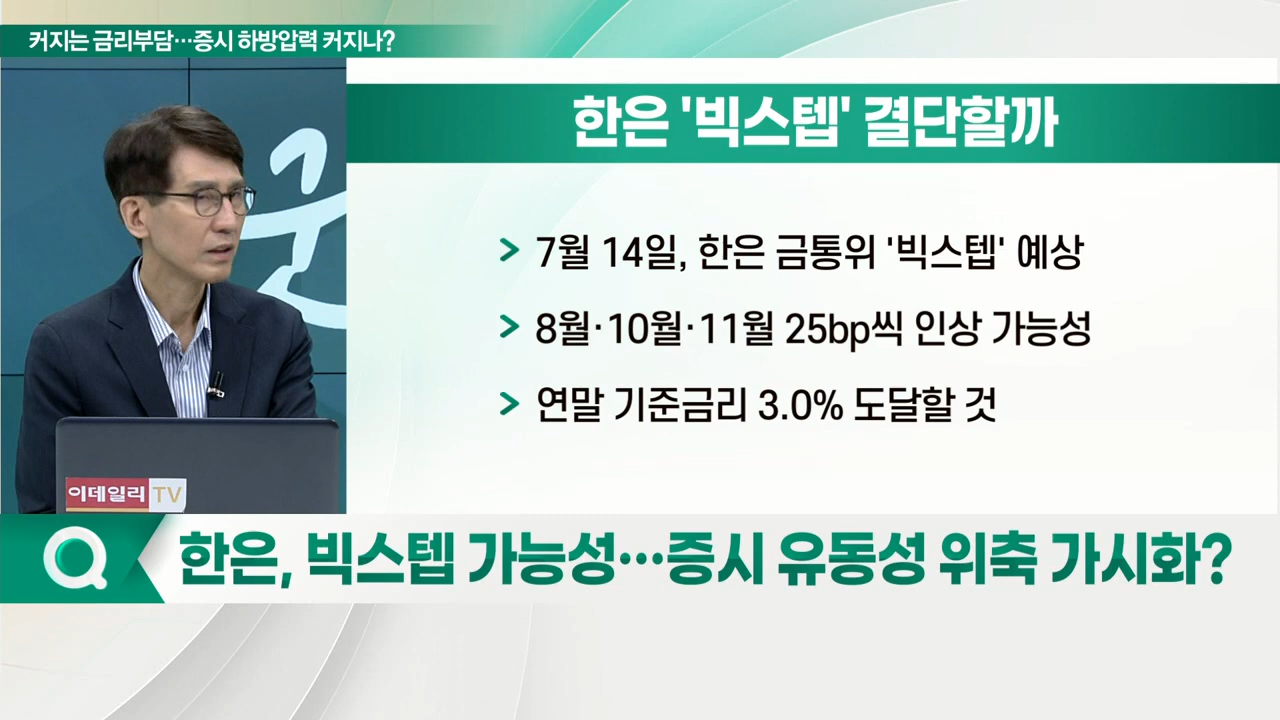 커지는 금리부담…증시 하방압력 커지나?
한은 '빅스텝' 결단할까
> 7월 14일, 한은 금통위 '빅스텝' 예상
> 8월·10월·11월 25bp씩 인상 가능성
> 연말 기준금리 3.0% 도달할 것
이데일리 TV
한은, 빅스텝 가능성…증시 유동성 위축 가시화?